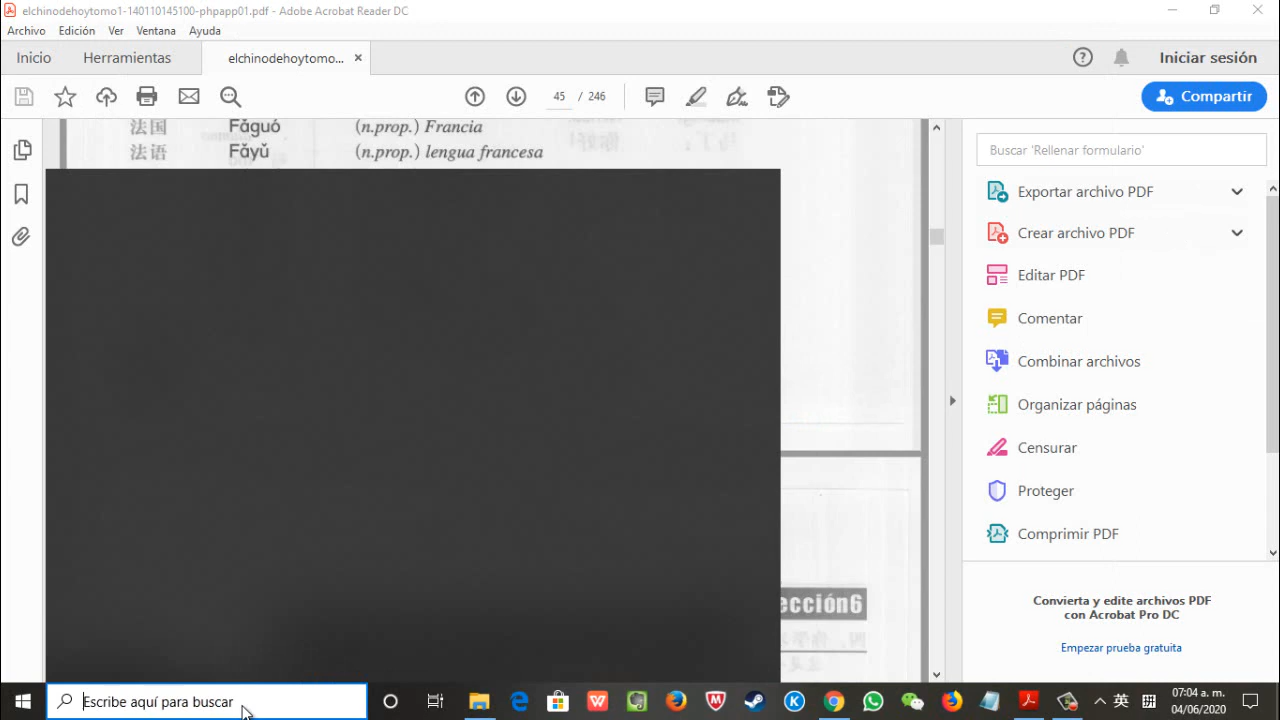 elchinodehoytomo1-140110145100-phpapp01.pdf - Adobe Acrobat Reader DC
Archivo Edición Ver Ventana Ayuda
Inicio Herramientas elchinodehoytomo... × Iniciar sesión
45 / 246 Compartir
法国 Fǎguó (n.prop.) Francia
法语 Fǎyǔ (n.prop.) lengua francesa
ección6
Buscar 'Rellenar formulario'
Exportar archivo PDF
Crear archivo PDF
Editar PDF
Comentar
Combinar archivos
Organizar páginas
Censurar
Proteger
Comprimir PDF
Convierta y edite archivos PDF
con Acrobat Pro DC
Empezar prueba gratuita
Escribe aquí para buscar
英
07:04 a. m.
04/06/2020